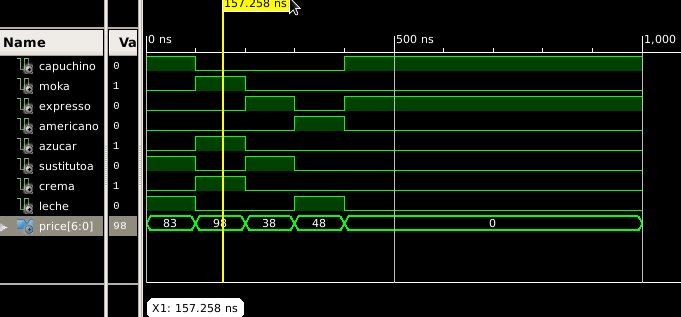 157.258 ns
Name Va
0 ns 500 ns 1,000
capuchino 0
moka 1
expresso 0
americano 0
azucar 1
sustitutoa 0
crema 1
leche 0
price[6:0] 98 83 98 38 48 0
X1: 157.258 ns